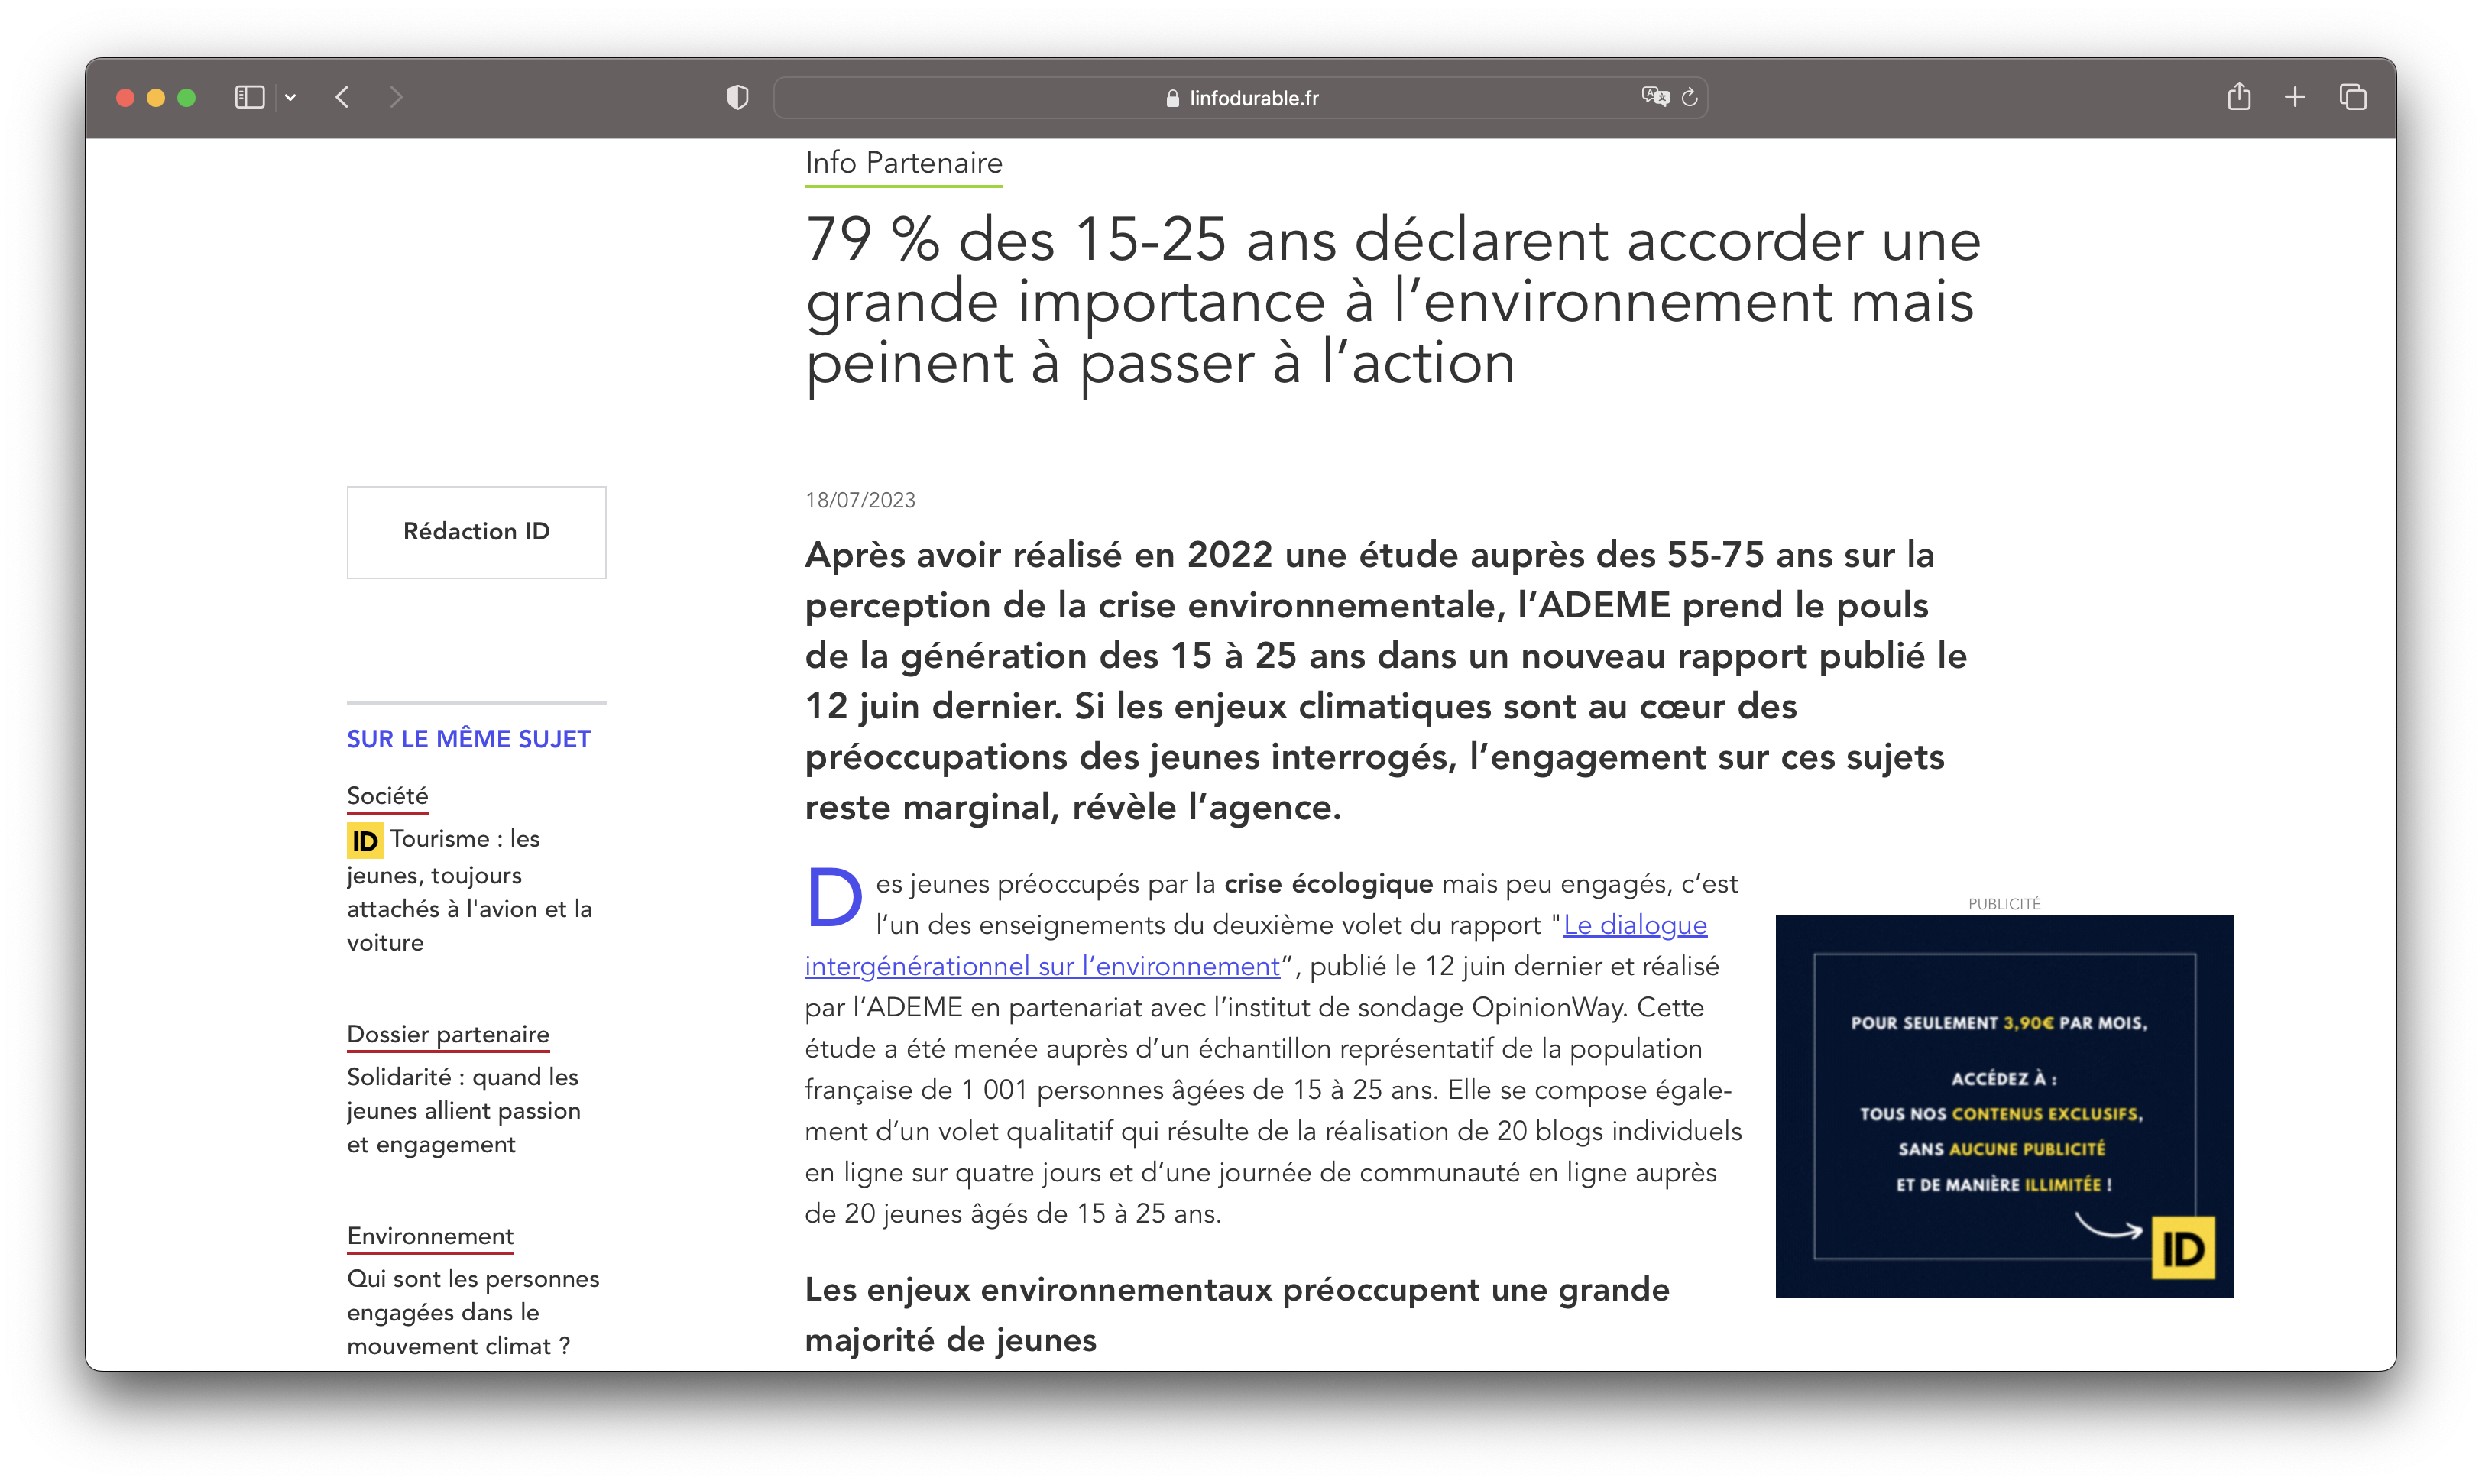 linfodurable.fr
Info Partenaire
79 % des 15-25 ans déclarent accorder une
grande importance à l’environnement mais
peinent à passer à l’action
Rédaction ID
SUR LE MÊME SUJET
Société
ID Tourisme : les
jeunes, toujours
attachés à l'avion et la
voiture
Dossier partenaire
Solidarité : quand les
jeunes allient passion
et engagement
Environnement
Qui sont les personnes
engagées dans le
mouvement climat ?
18/07/2023
Après avoir réalisé en 2022 une étude auprès des 55-75 ans sur la
perception de la crise environnementale, l’ADEME prend le pouls
de la génération des 15 à 25 ans dans un nouveau rapport publié le
12 juin dernier. Si les enjeux climatiques sont au cœur des
préoccupations des jeunes interrogés, l’engagement sur ces sujets
reste marginal, révèle l’agence.
Des jeunes préoccupés par la crise écologique mais peu engagés, c’est
l’un des enseignements du deuxième volet du rapport "Le dialogue
intergénérationnel sur l’environnement”, publié le 12 juin dernier et réalisé
par l’ADEME en partenariat avec l’institut de sondage OpinionWay. Cette
étude a été menée auprès d’un échantillon représentatif de la population
française de 1 001 personnes âgées de 15 à 25 ans. Elle se compose égale-
ment d’un volet qualitatif qui résulte de la réalisation de 20 blogs individuels
en ligne sur quatre jours et d’une journée de communauté en ligne auprès
de 20 jeunes âgés de 15 à 25 ans.
Les enjeux environnementaux préoccupent une grande
majorité de jeunes
PUBLICITÉ
POUR SEULEMENT 3,90€ PAR MOIS,
ACCÉDEZ À :
TOUS NOS CONTENUS EXCLUSIFS,
SANS AUCUNE PUBLICITÉ
ET DE MANIÈRE ILLIMITÉE !
ID